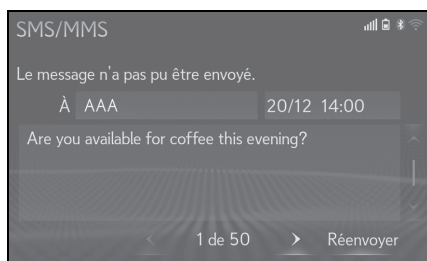 SMS/MMS
Le message n'a pas pu être envoyé.
À AAA 20/12 14:00
Are you available for coffee this evening?
1 de 50 Réenvoyer